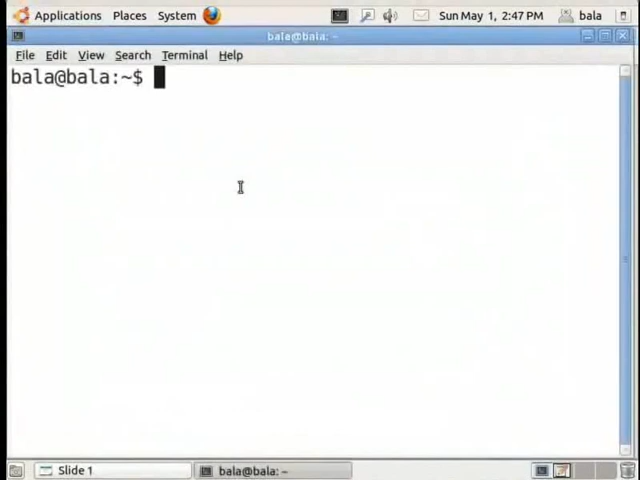 Applications Places System Sun May 1, 2:47 PM bala
bala@bala: ~
File Edit View Search Terminal Help
bala@bala:~$
Slide 1 bala@bala: ~